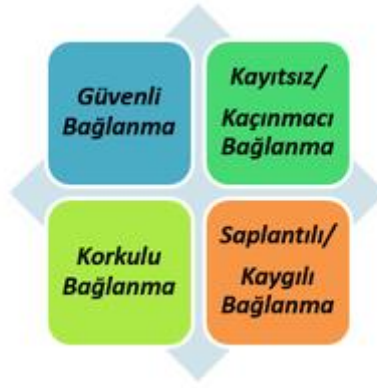 Güvenli
Bağlanma
Kayıtsız/
Kaçınmacı
Bağlanma
Korkulu
Bağlanma
Saplantılı/
Kaygılı
Bağlanma